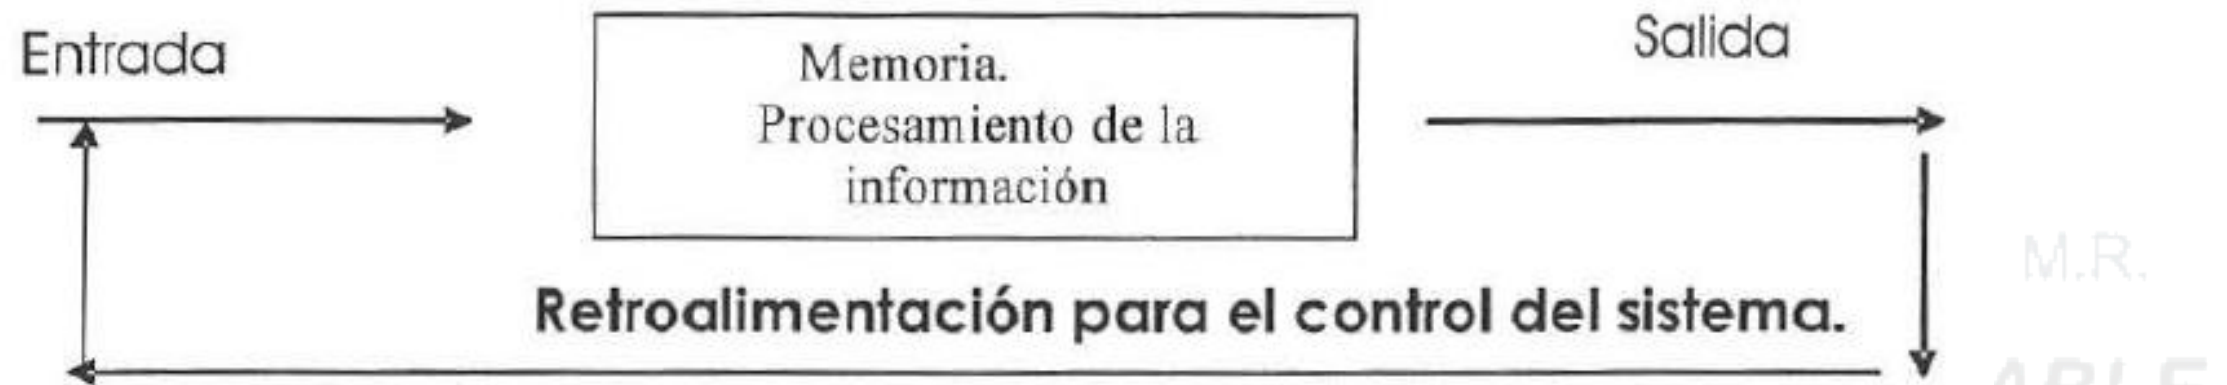 Entrada
Memoria.
Procesamiento de la
información
Salida
M.R.
Retroalimentación para el control del sistema.